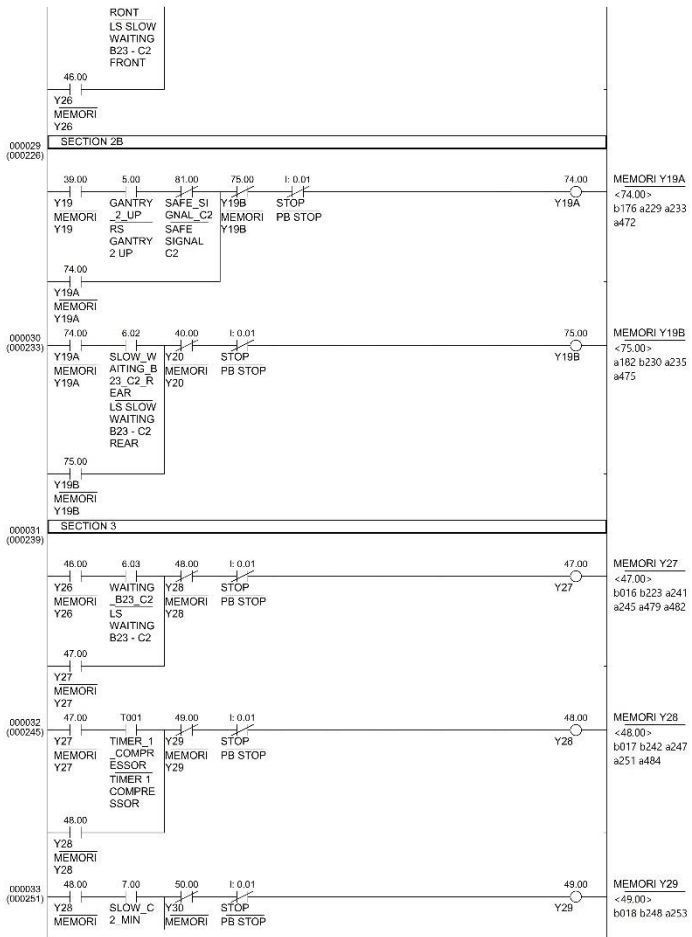 RONT
LS SLOW
WAITING
B23 - C2
FRONT
46.00
Y26
MEMORI
Y26
000029
(000226)
SECTION 2B
39.00 5.00 81.00 75.00 I: 0.01 74.00 MEMORI Y19A
Y19 GANTRY SAFE_SI Y19B STOP Y19A <74.00>
MEMORI _2_UP GNAL_C2 MEMORI PB STOP b176 a229 a233
Y19 RS SAFE Y19B a472
GANTRY SIGNAL
2 UP C2
74.00
Y19A
MEMORI
Y19A
000030
(000233)
74.00 6.02 40.00 I: 0.01 75.00 MEMORI Y19B
Y19A SLOW_W Y20 STOP Y19B <75.00>
MEMORI AITING_B MEMORI PB STOP a182 b230 a235
Y19A 23_C2_R Y20 a475
EAR
LS SLOW
WAITING
B23 - C2
REAR
75.00
Y19B
MEMORI
Y19B
000031
(000239)
SECTION 3
46.00 6.03 48.00 I: 0.01 47.00 MEMORI Y27
Y26 WAITING Y28 STOP Y27 <47.00>
MEMORI _B23_C2 MEMORI PB STOP b016 b223 a241
Y26 LS Y28 a245 a479 a482
WAITING
B23 - C2
47.00
Y27
MEMORI
Y27
000032
(000245)
47.00 T001 49.00 I: 0.01 48.00 MEMORI Y28
Y27 TIMER_1 Y29 STOP Y28 <48.00>
MEMORI _COMPR MEMORI PB STOP b017 b242 a247
Y27 ESSOR Y29 a251 a484
TIMER 1
COMPRE
SSOR
48.00
Y28
MEMORI
Y28
000033
(000251)
48.00 7.00 50.00 I: 0.01 49.00 MEMORI Y29
Y28 SLOW_C Y30 STOP Y29 <49.00>
MEMORI 2_MIN MEMORI PB STOP b018 b248 a253